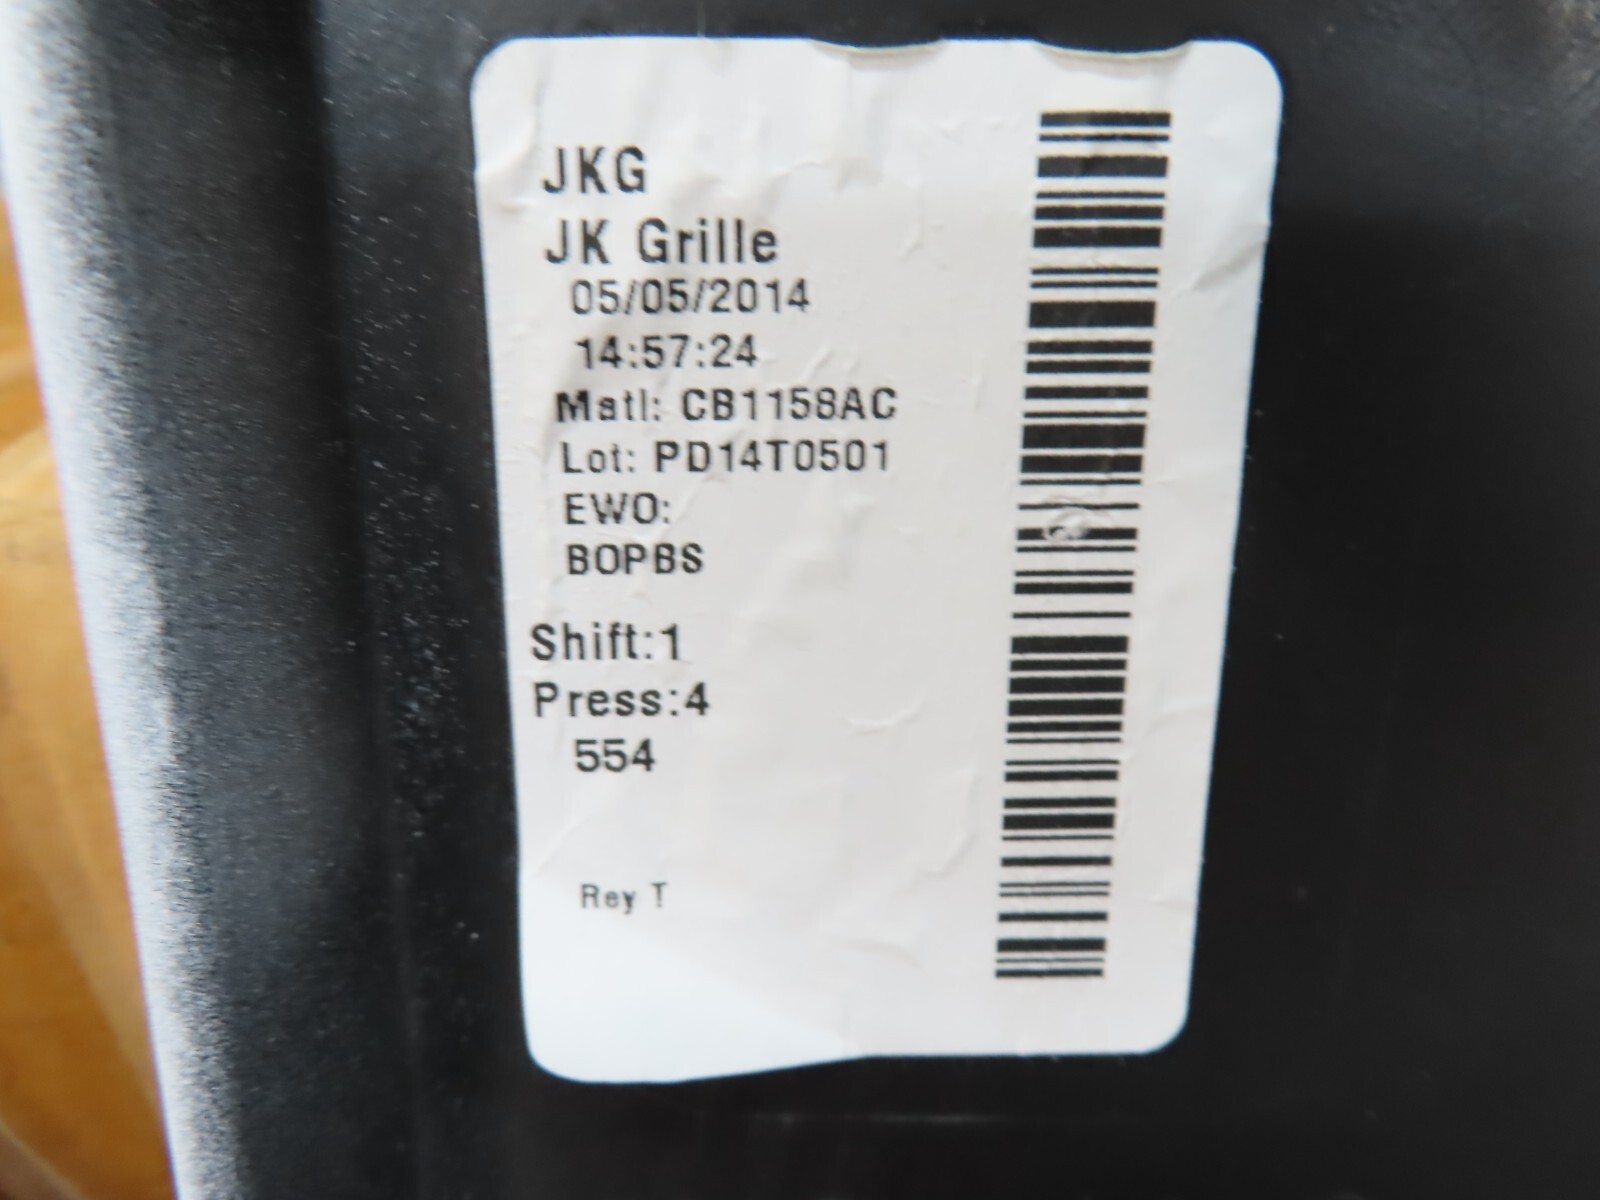 JKG
JK Grille
05/05/2014
14:57:24
Matl: CB1158AC
Lot: PD14T0501
EWO:
BOPBS
Shift:1
Press:4
554
Rey T